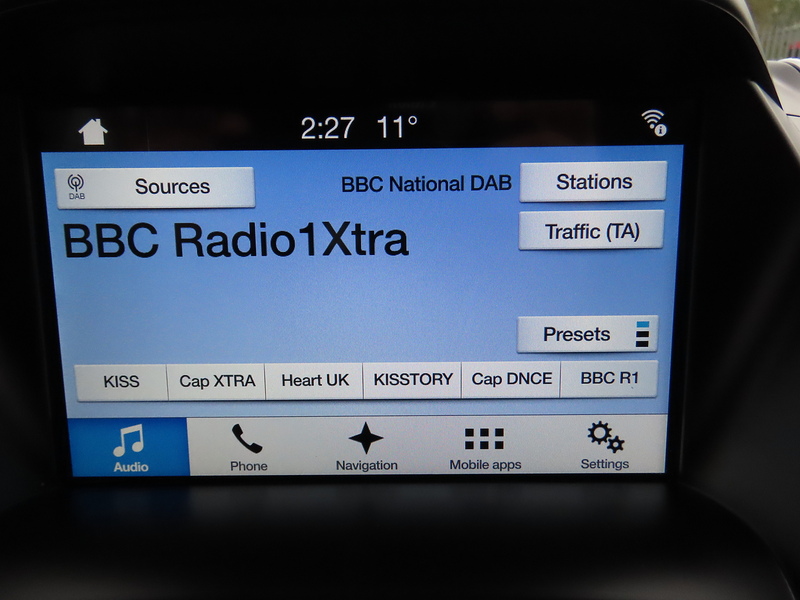 2:27 11°
DAB
Sources
BBC National DAB
Stations
BBC Radio1Xtra
Traffic (TA)
Presets
KISS
Cap XTRA
Heart UK
KISSTORY
Cap DNCE
BBC R1
Audio
Phone
Navigation
Mobile apps
Settings